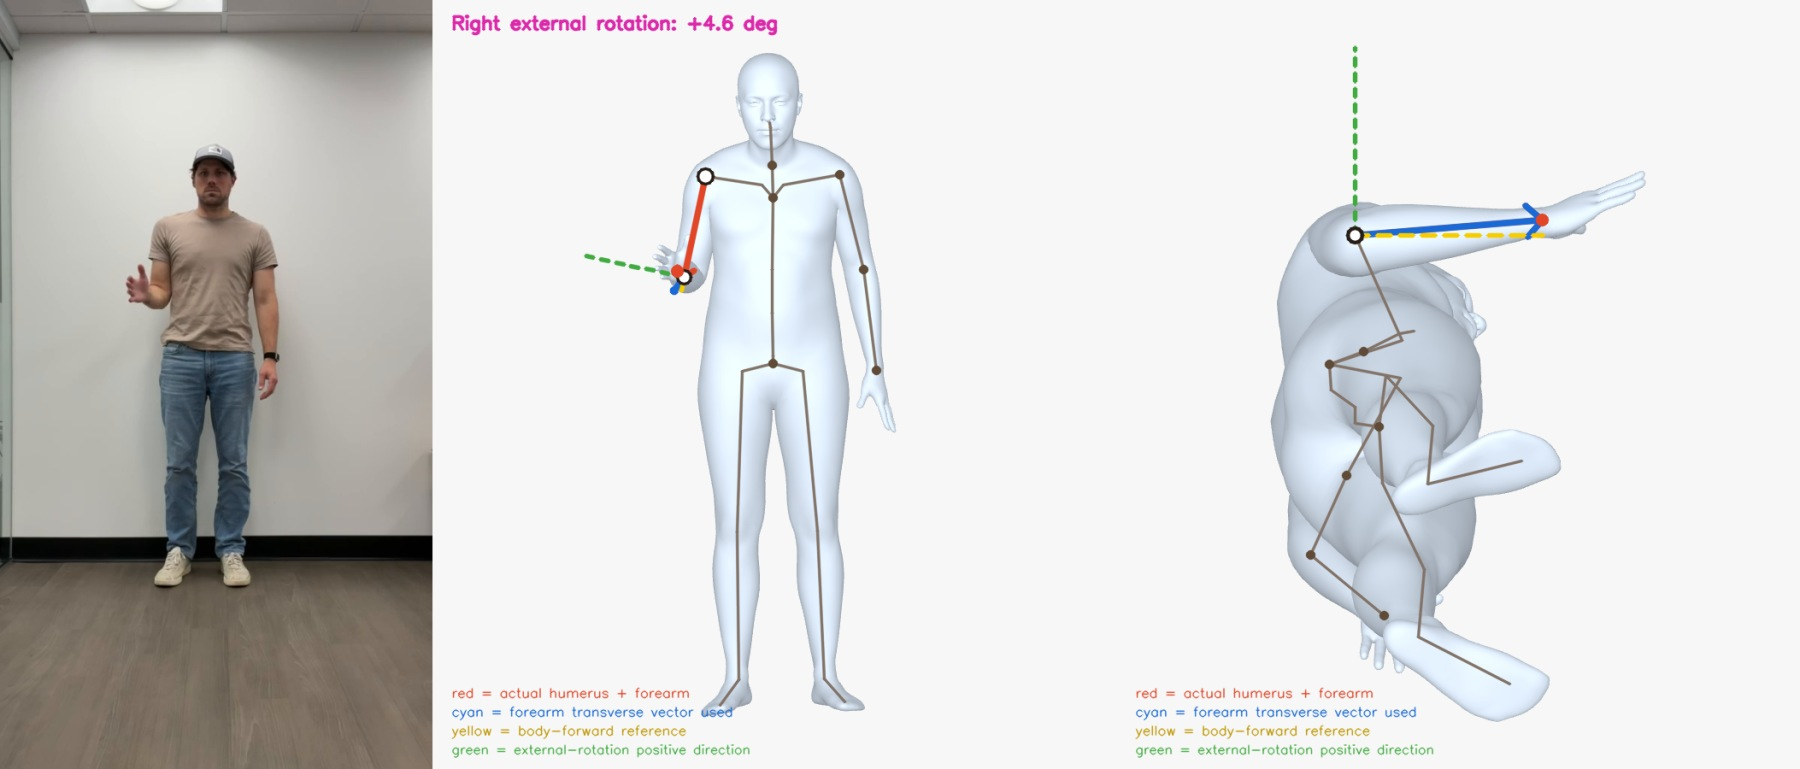 Right external rotation: +4.6 deg
red = actual humerus + forearm
cyan = forearm transverse vector used
yellow = body-forward reference
green = external-rotation positive direction
red = actual humerus + forearm
cyan = forearm transverse vector used
yellow = body-forward reference
green = external-rotation positive direction